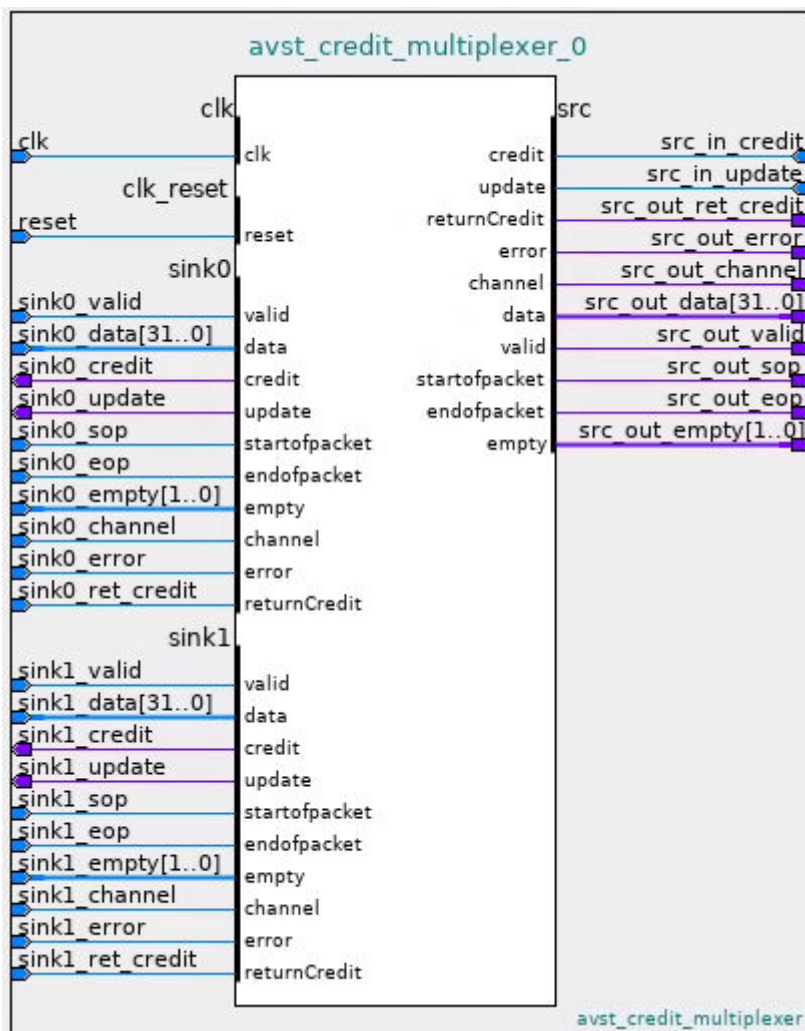 avst_credit_multiplexer_0
clk
clk
clk
clk_reset
reset
reset
sink0
sink0_valid
valid
sink0_data[31..0]
data
sink0_credit
credit
sink0_update
update
sink0_sop
startofpacket
sink0_eop
endofpacket
sink0_empty[1..0]
empty
sink0_channel
channel
sink0_error
error
sink0_ret_credit
returnCredit
sink1
sink1_valid
valid
sink1_data[31..0]
data
sink1_credit
credit
sink1_update
update
sink1_sop
startofpacket
sink1_eop
endofpacket
sink1_empty[1..0]
empty
sink1_channel
channel
sink1_error
error
sink1_ret_credit
returnCredit
src
credit
src_in_credit
update
src_in_update
returnCredit
src_out_ret_credit
error
src_out_error
channel
src_out_channel
data
src_out_data[31..0]
valid
src_out_valid
startofpacket
src_out_sop
endofpacket
src_out_eop
empty
src_out_empty[1..0]
avst_credit_multiplexer